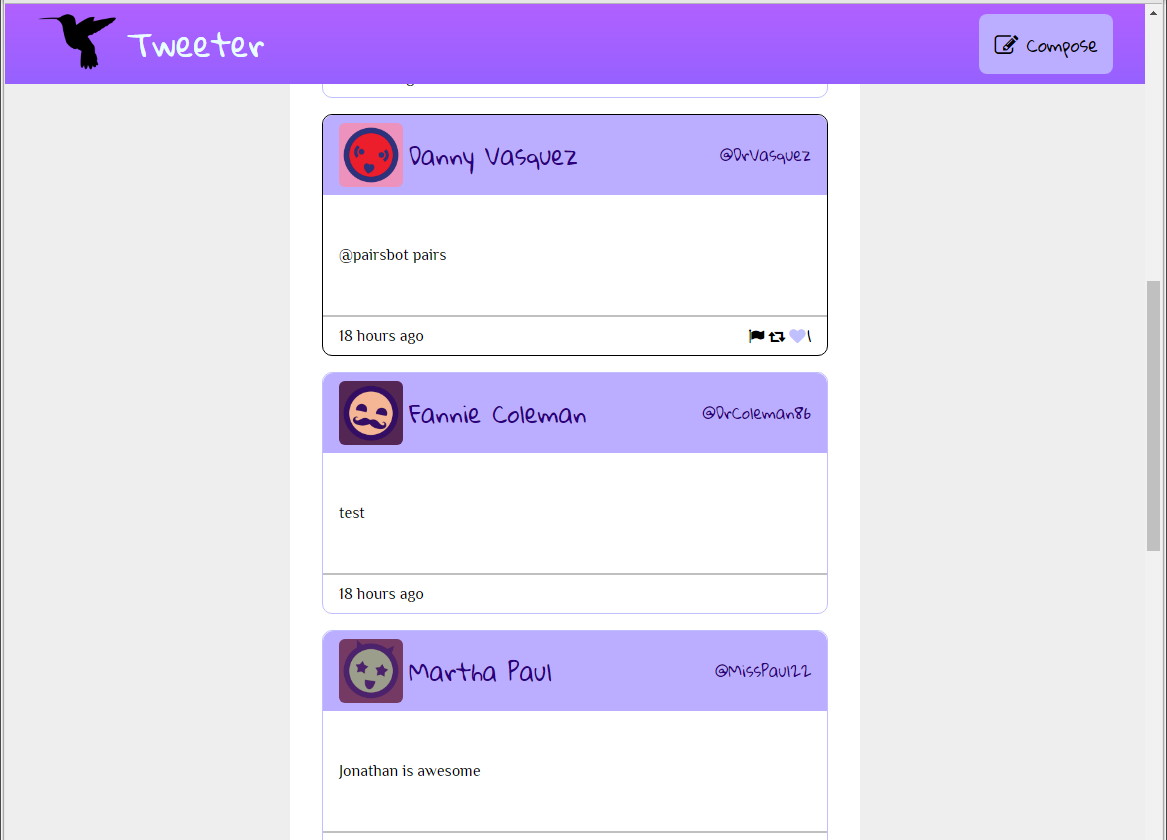 Tweeter
Compose
Danny Vasquez @DrVasquez
@pairsbot pairs
18 hours ago 1
Fannie Coleman @DrColeman86
test
18 hours ago
Martha Paul @MissPaul22
Jonathan is awesome